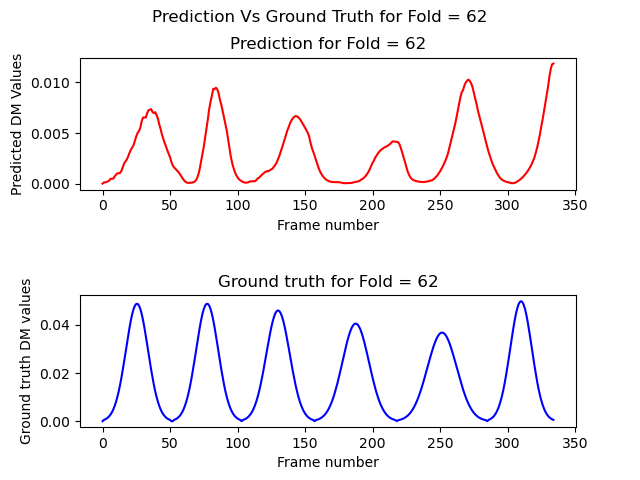 Prediction Vs Ground Truth for Fold = 62
Prediction for Fold = 62
Predicted DM Values
0.010
0.005
0.000
0 50 100 150 200 250 300 350
Frame number
Ground truth for Fold = 62
Ground truth DM values
0.04
0.02
0.00
0 50 100 150 200 250 300 350
Frame number